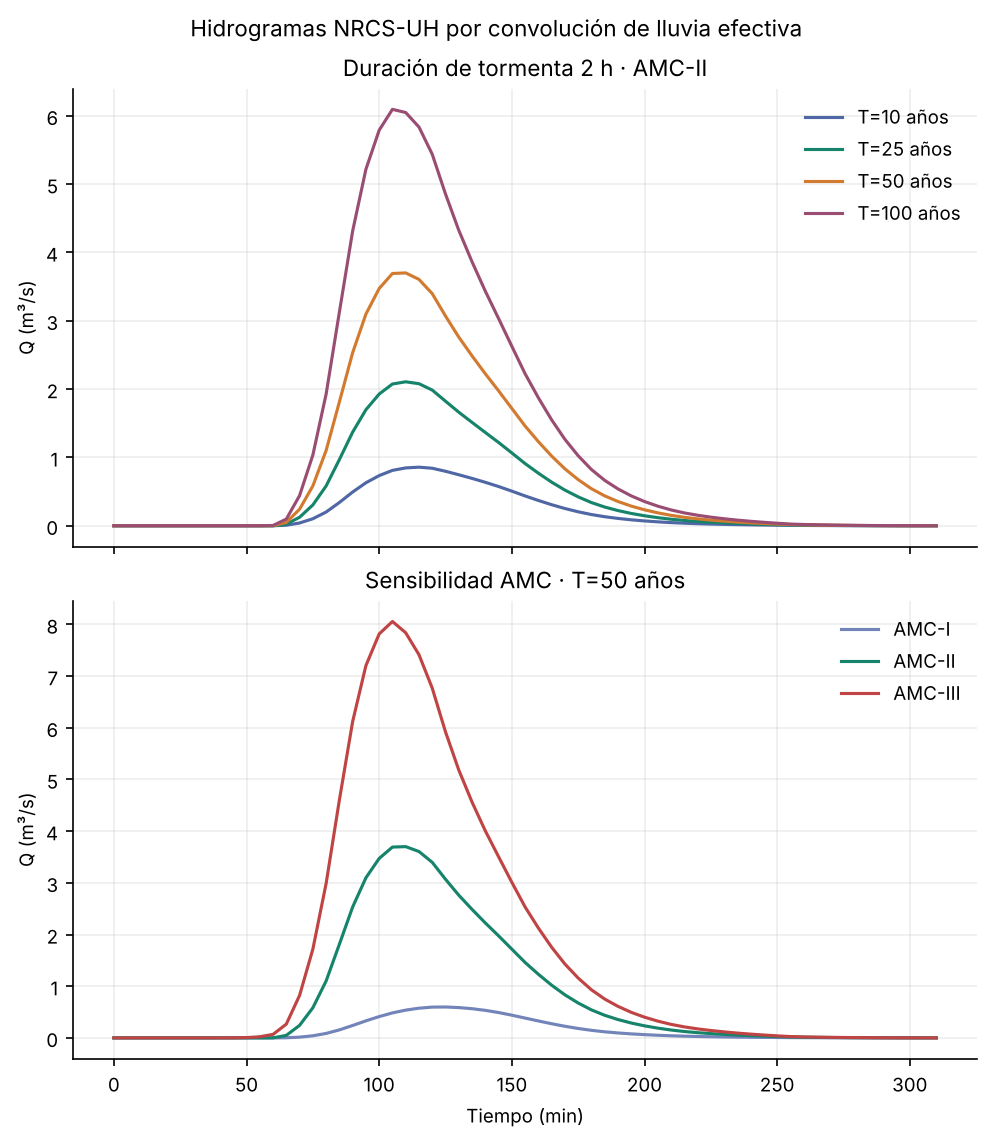 Hidrogramas NRCS-UH por convolución de lluvia efectiva
Duración de tormenta 2 h · AMC-II
6
5
4
3
2
1
0
Q (m³/s)
T=10 años
T=25 años
T=50 años
T=100 años
Sensibilidad AMC · T=50 años
8
7
6
5
4
3
2
1
0
Q (m³/s)
AMC-I
AMC-II
AMC-III
0 50 100 150 200 250 300
Tiempo (min)